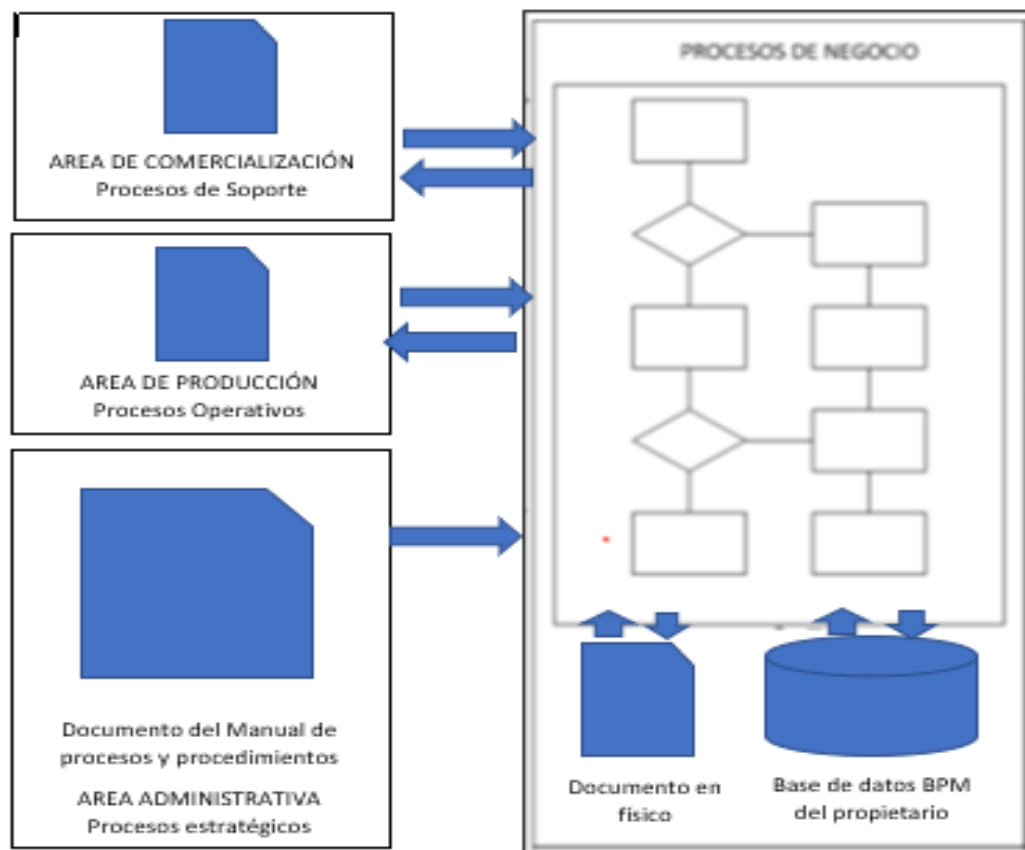 AREA DE COMERCIALIZACIÓN
Procesos de Soporte
AREA DE PRODUCCIÓN
Procesos Operativos
Documento del Manual de
procesos y procedimientos
AREA ADMINISTRATIVA
Procesos estratégicos
PROCESOS DE NEGOCIO
Documento en
físico
Base de datos BPM
del propietario